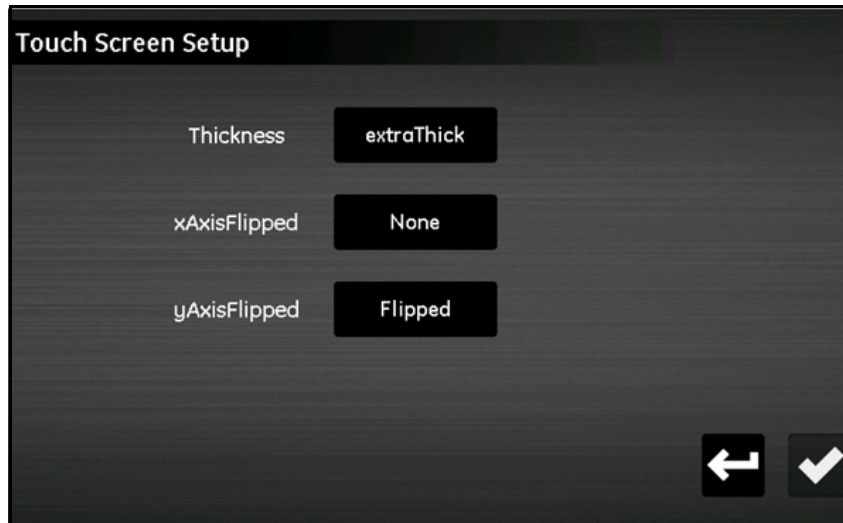 Touch Screen Setup
Thickness extraThick
xAxisFlipped None
yAxisFlipped Flipped